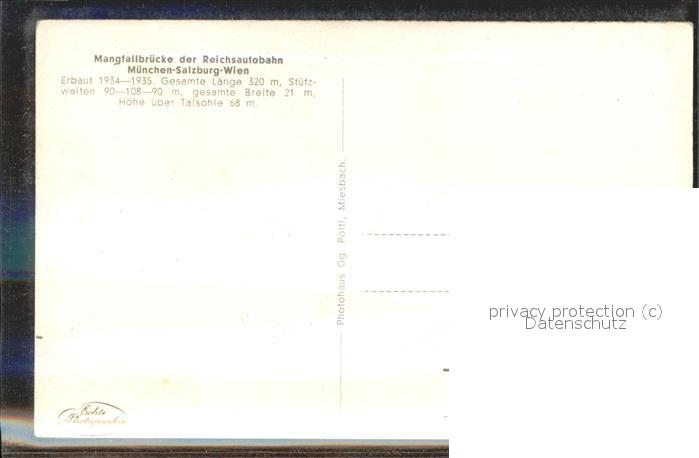 Mangfallbrücke der Reichsautobahn
München-Salzburg-Wien
Erbaut 1934—1935. Gesamte Länge 320 m, Stütz-
weiten 90—108—90 m, gesamte Breite 21 m,
Höhe über Talsohle 68 m.
Photohaus Gg. Pöltl, Miesbach.
privacy protection (c)
Datenschutz
Echte
Photographie